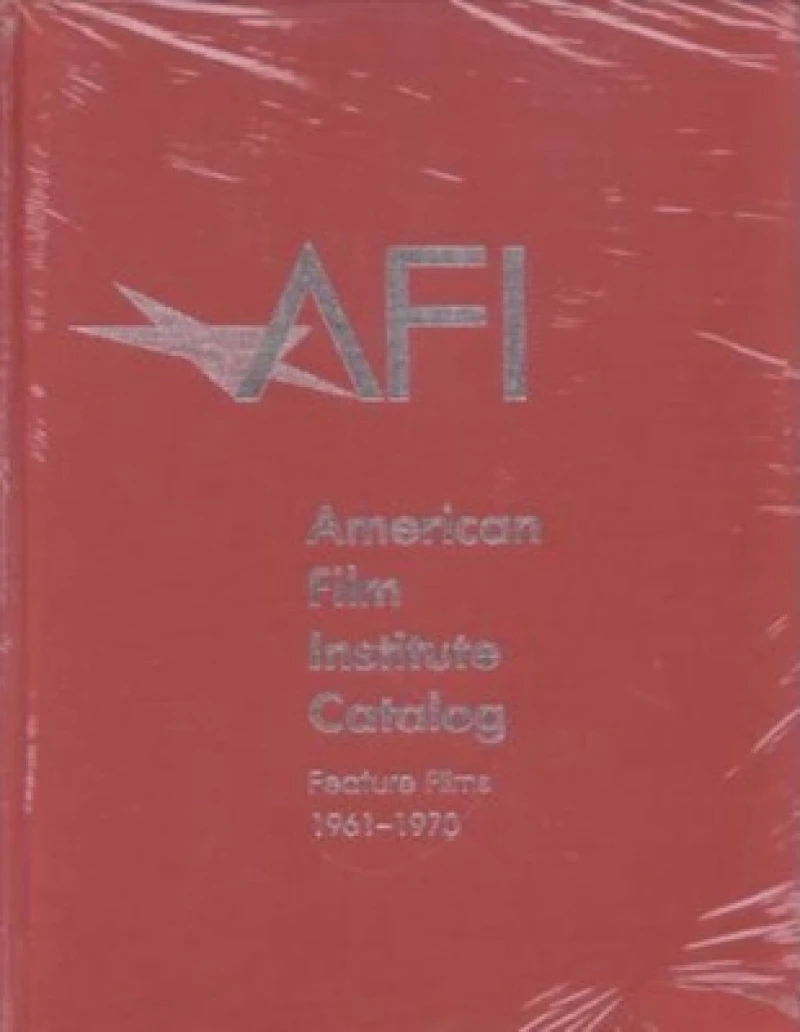 AFI
American
Film
Institute
Catalog
Feature Films
1961-1970